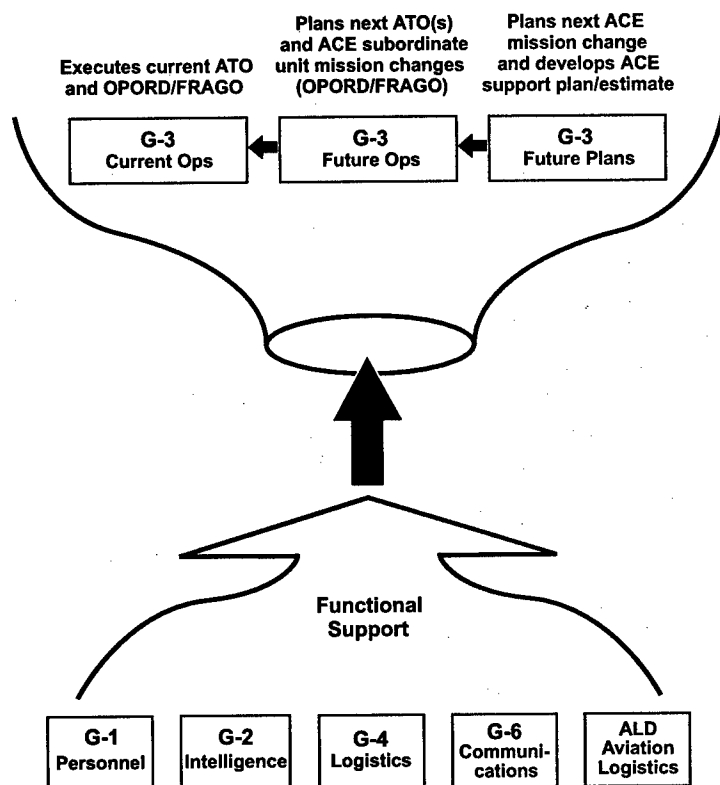 Executes current ATO
and OPORD/FRAGO
Plans next ATO(s)
and ACE subordinate
unit mission changes
(OPORD/FRAGO)
Plans next ACE
mission change
and develops ACE
support plan/estimate
G-3
Current Ops
G-3
Future Ops
G-3
Future Plans
Functional
Support
G-1
Personnel
G-2
Intelligence
G-4
Logistics
G-6
Communi-
cations
ALD
Aviation
Logistics